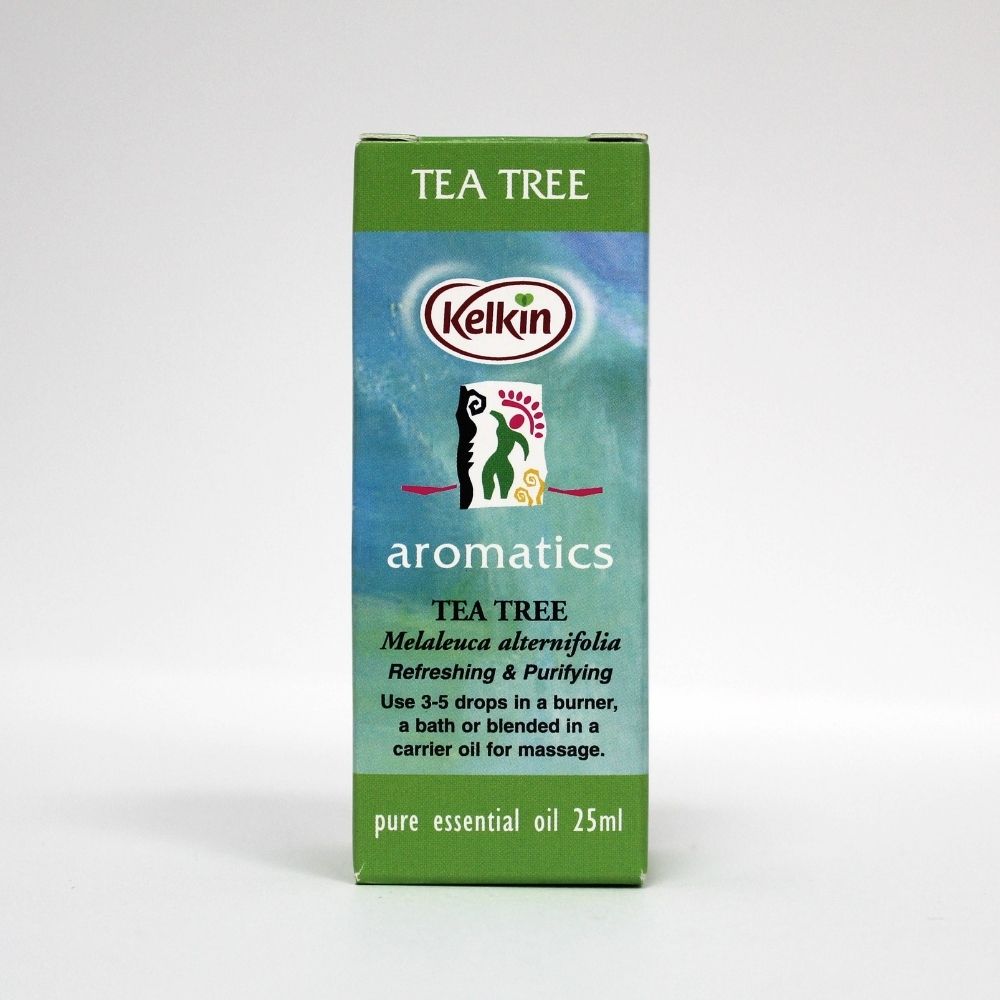 TEA TREE
Kelkin
aromatics
TEA TREE
Melaleuca alternifolia
Refreshing & Purifying
Use 3-5 drops in a burner,
a bath or blended in a
carrier oil for massage.
pure essential oil 25ml